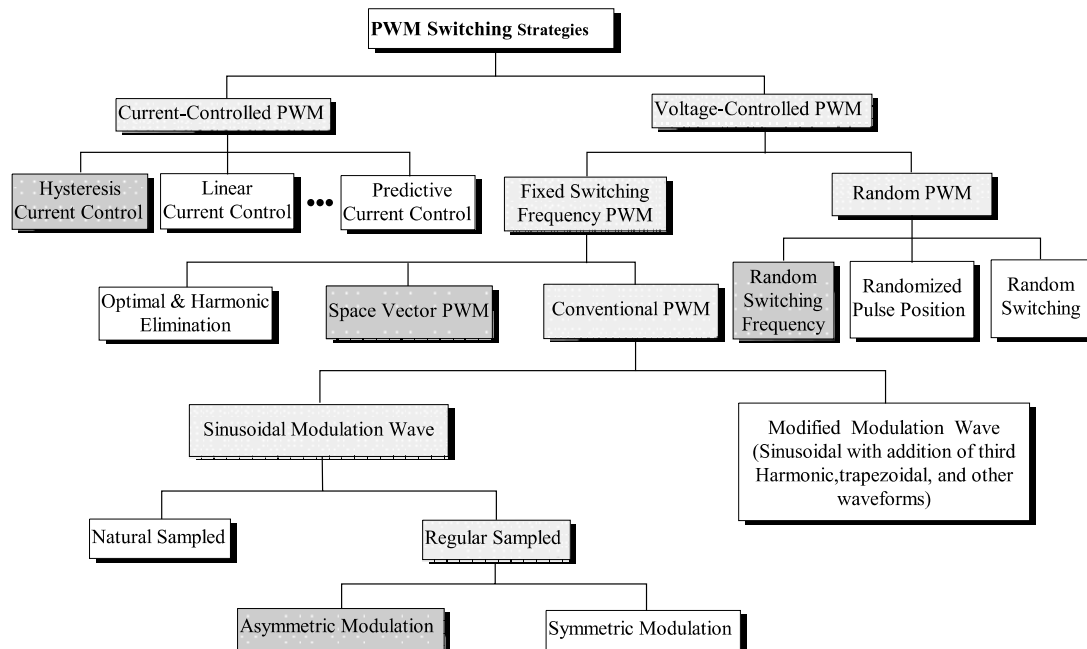 PWM Switching Strategies
Current-Controlled PWM
Voltage-Controlled PWM
Hysteresis
Current Control
Linear
Current Control
•••
Predictive
Current Control
Fixed Switching
Frequency PWM
Random PWM
Optimal & Harmonic
Elimination
Space Vector PWM
Conventional PWM
Random
Switching
Frequency
Randomized
Pulse Position
Random
Switching
Sinusoidal Modulation Wave
Modified Modulation Wave
(Sinusoidal with addition of third
Harmonic,trapezoidal, and other
waveforms)
Natural Sampled
Regular Sampled
Asymmetric Modulation
Symmetric Modulation